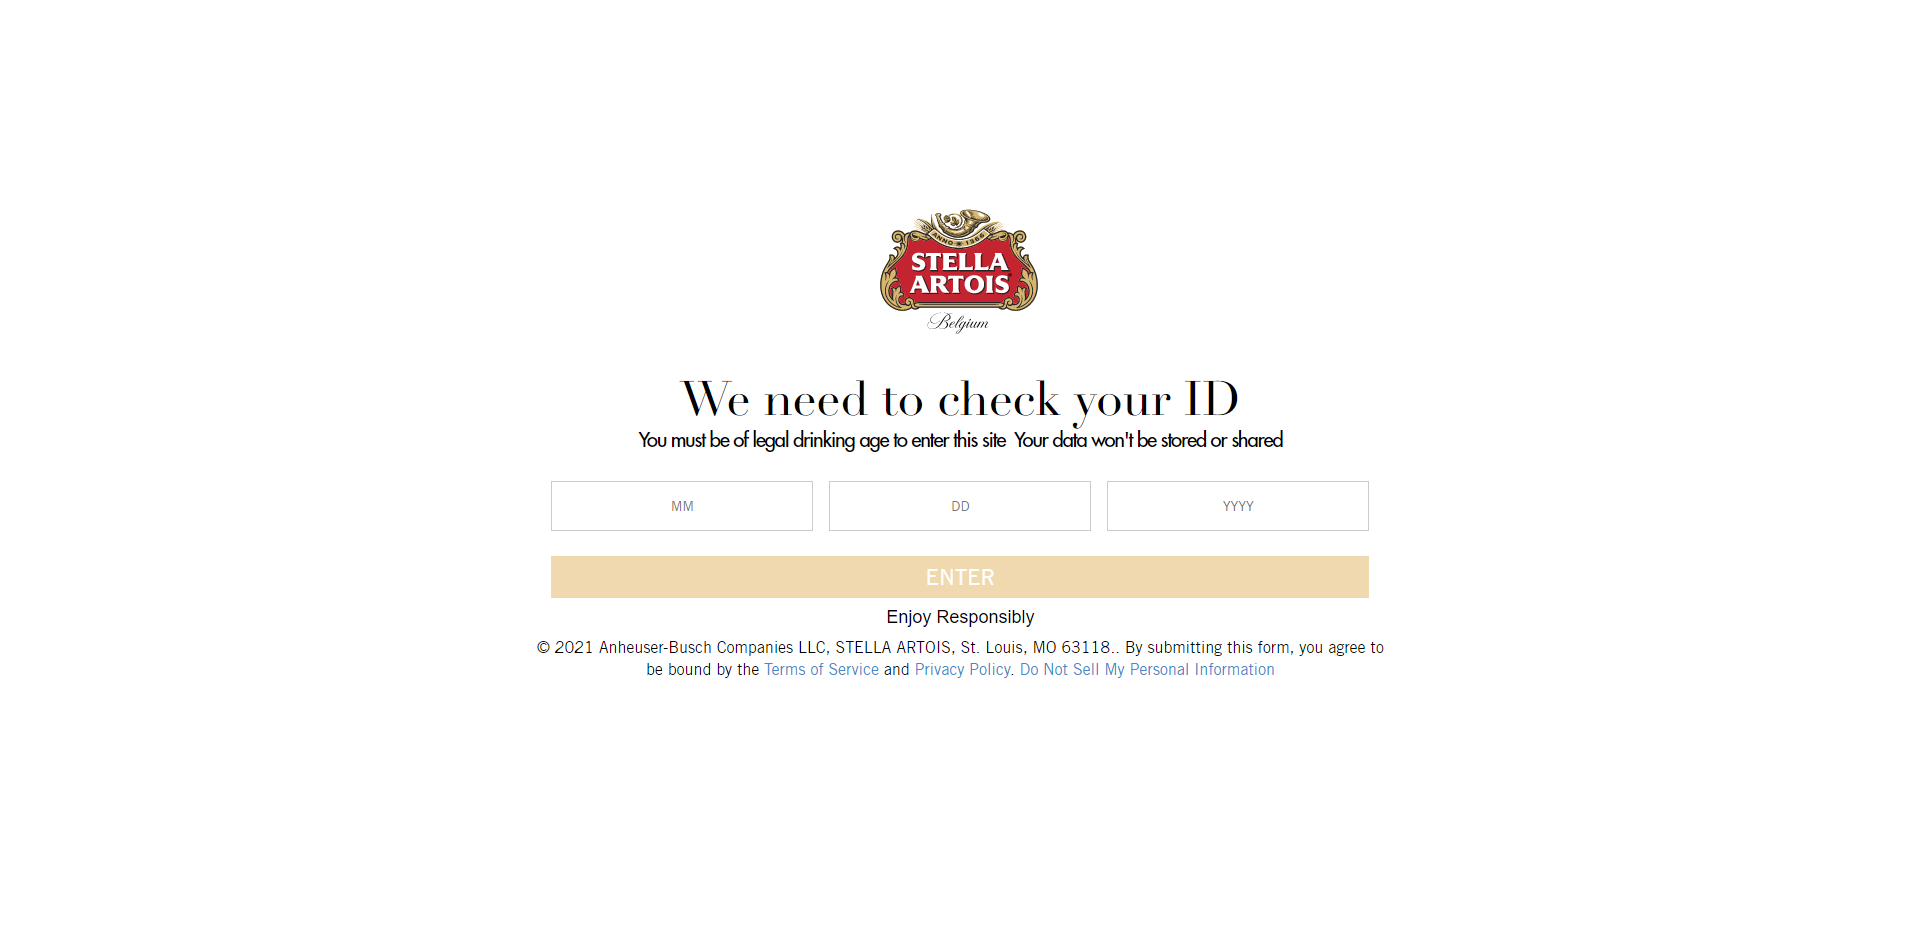 ANNO 1366
STELLA
ARTOIS
Belgium
We need to check your ID
You must be of legal drinking age to enter this site  Your data won't be stored or shared
MM DD YYYY
ENTER
Enjoy Responsibly
© 2021 Anheuser-Busch Companies LLC, STELLA ARTOIS, St. Louis, MO 63118.. By submitting this form, you agree to
be bound by the Terms of Service and Privacy Policy. Do Not Sell My Personal Information